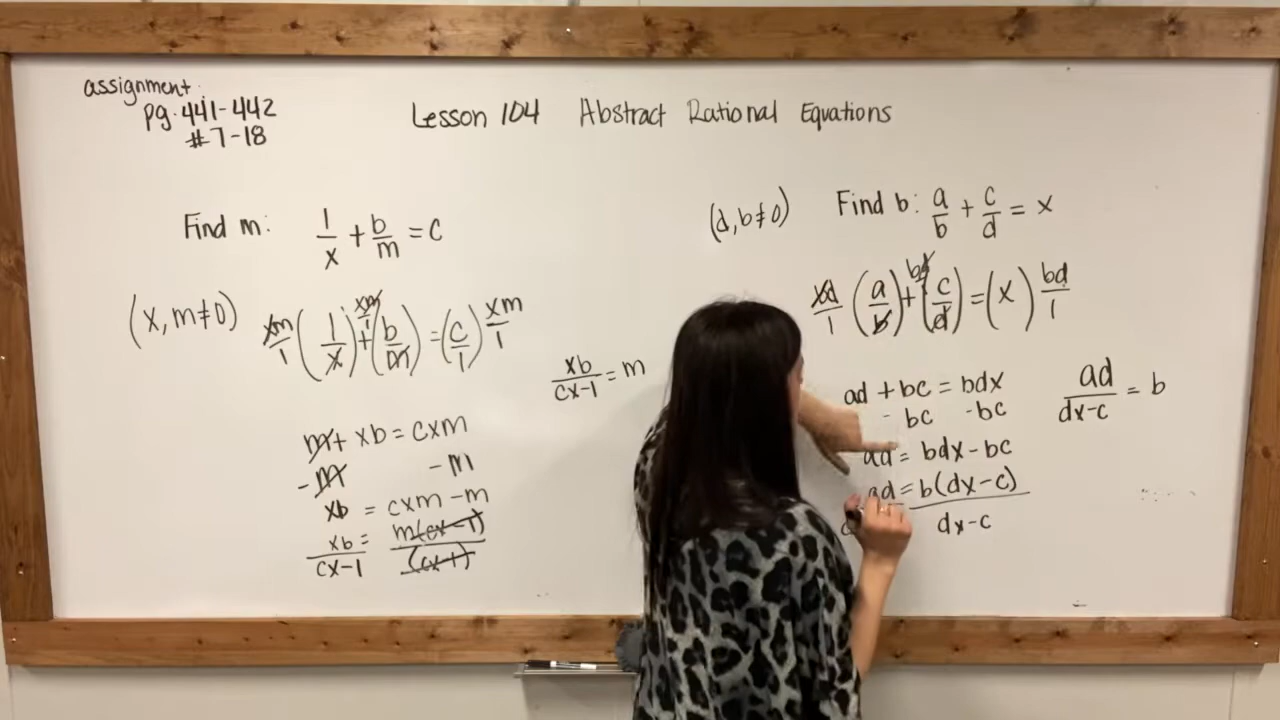 assignment
pg. 441-442
#7-18
Lesson 104 Abstract Rational Equations
Find m: 1/x + b/m = c
(x, m≠0)
xm/1 (1/x) + xm/1 (b/m) = (c/1) xm/1
m + xb = cxm
-m -m
xb = cxm - m
xb/cx-1 = m(cx-1)/(cx-1)
xb/cx-1 = m
(d, b≠0)
Find b: a/b + c/d = x
/1 (a/b) + bd (c/d) = (x) bd/1
ad + bc = bdx
- bc -bc
ad = bdx - bc
ad = b(dx-c)/dx-c
ad/dx-c = b